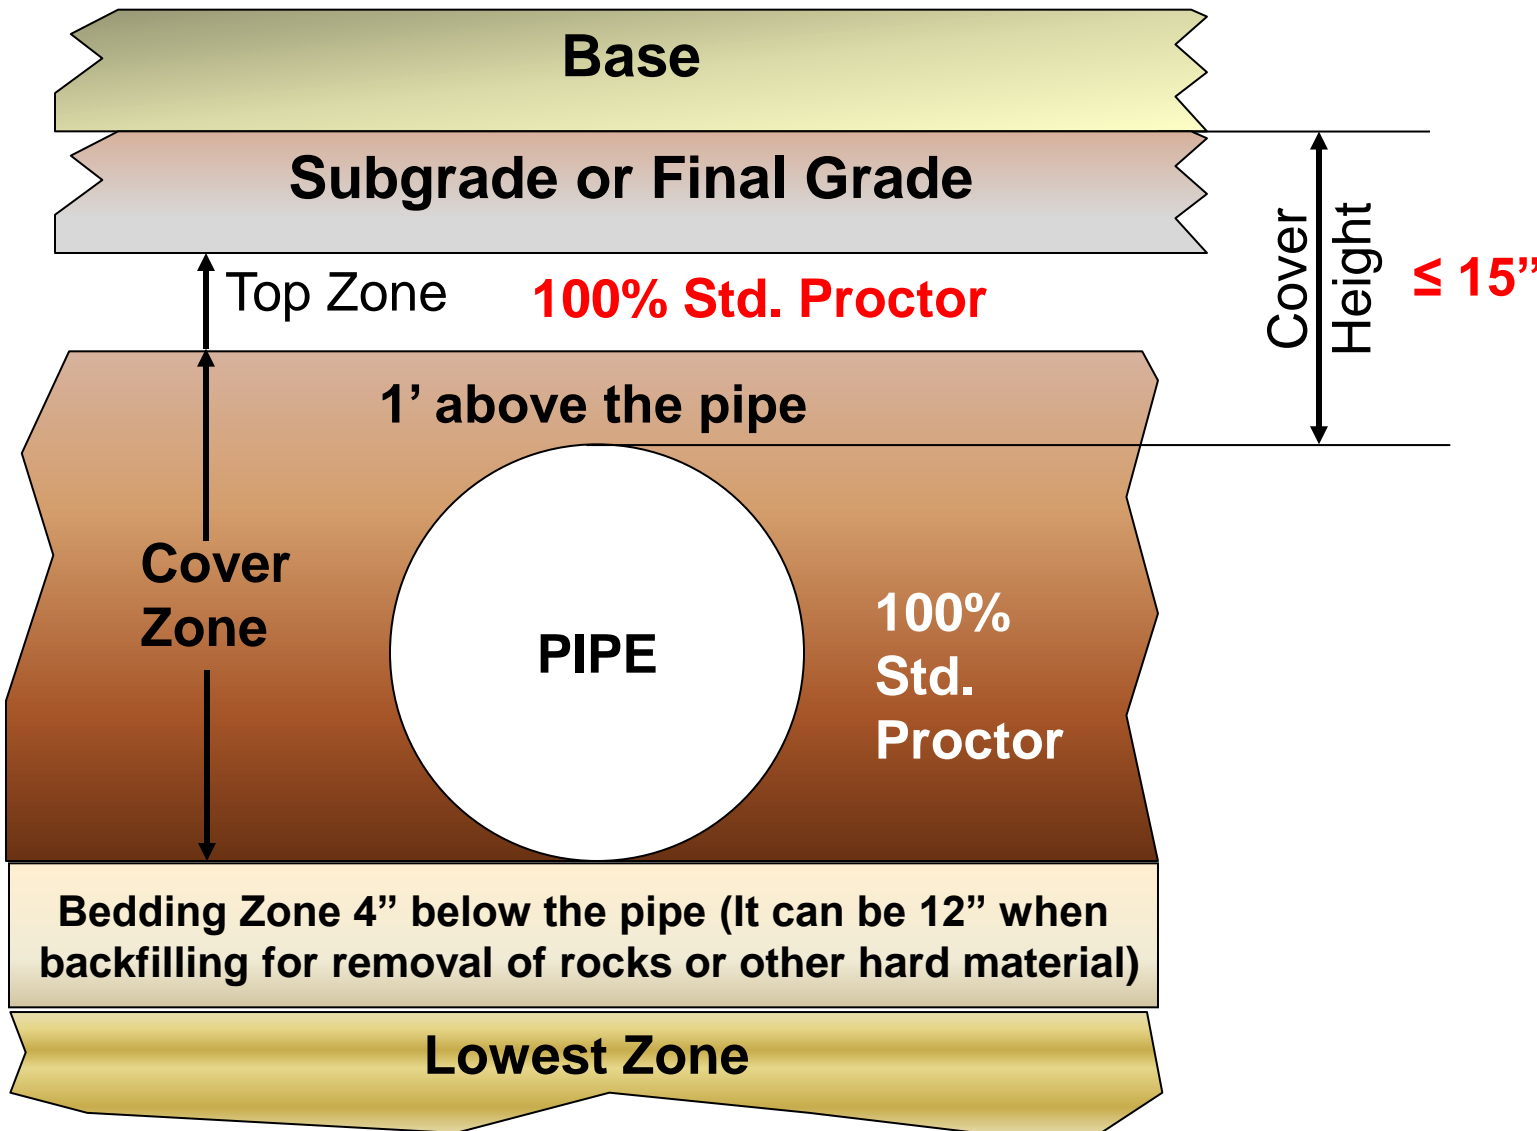 Base
Subgrade or Final Grade
Top Zone
100% Std. Proctor
Cover
Height
≤ 15”
1’ above the pipe
Cover
Zone
PIPE
100%
Std.
Proctor
Bedding Zone 4” below the pipe (It can be 12” when
backfilling for removal of rocks or other hard material)
Lowest Zone